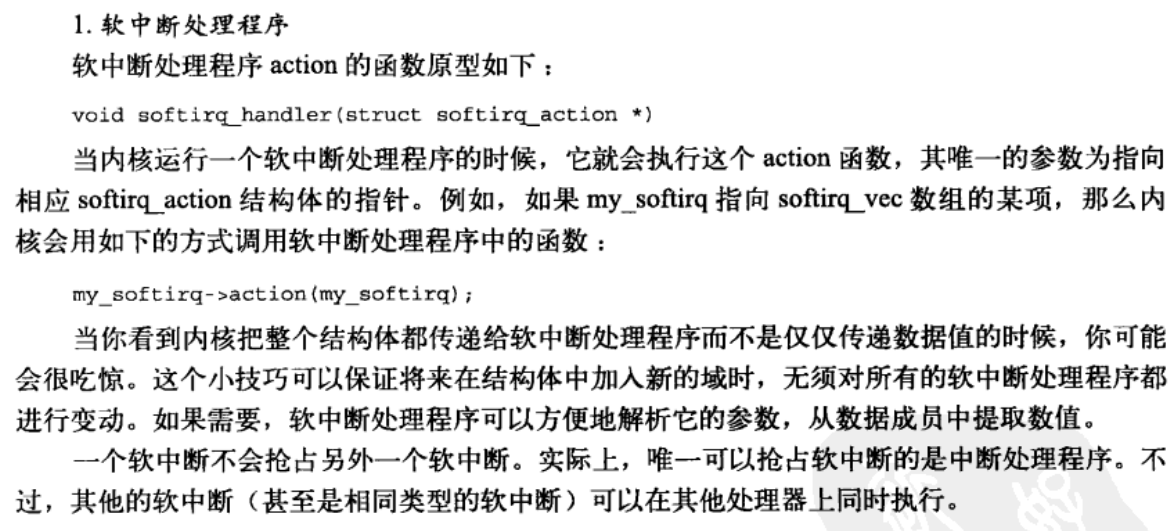 1. 软中断处理程序
软中断处理程序 action 的函数原型如下：
void softirq_handler(struct softirq_action *)
当内核运行一个软中断处理程序的时候，它就会执行这个 action 函数，其唯一的参数为指向
相应 softirq_action 结构体的指针。例如，如果 my_softirq 指向 softirq_vec 数组的某项，那么内
核会用如下的方式调用软中断处理程序中的函数：
my_softirq->action(my_softirq);
当你看到内核把整个结构体都传递给软中断处理程序而不是仅仅传递数据值的时候，你可能
会很吃惊。这个小技巧可以保证将来在结构体中加入新的域时，无须对所有的软中断处理程序都
进行变动。如果需要，软中断处理程序可以方便地解析它的参数，从数据成员中提取数值。
一个软中断不会抢占另外一个软中断。实际上，唯一可以抢占软中断的是中断处理程序。不
过，其他的软中断（甚至是相同类型的软中断）可以在其他处理器上同时执行。